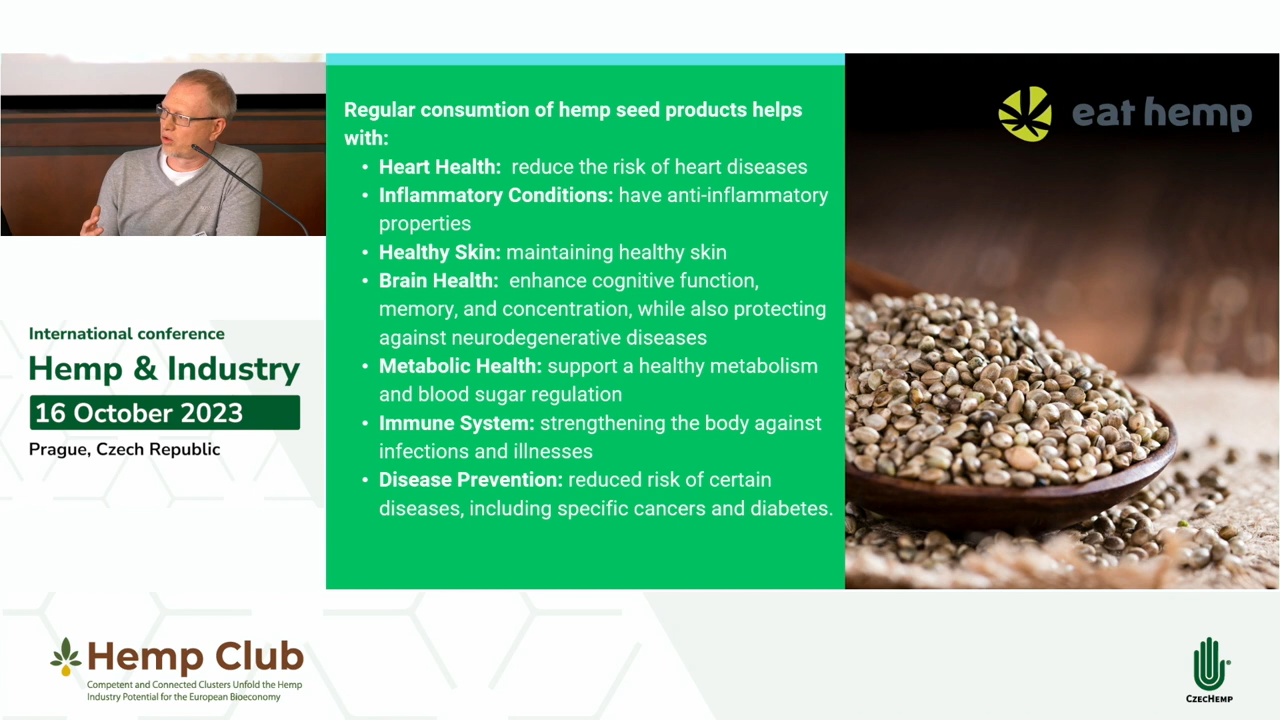 eat hemp
Regular consumtion of hemp seed products helps
with:
• Heart Health: reduce the risk of heart diseases
• Inflammatory Conditions: have anti-inflammatory
properties
• Healthy Skin: maintaining healthy skin
• Brain Health: enhance cognitive function,
memory, and concentration, while also protecting
against neurodegenerative diseases
• Metabolic Health: support a healthy metabolism
and blood sugar regulation
• Immune System: strengthening the body against
infections and illnesses
• Disease Prevention: reduced risk of certain
diseases, including specific cancers and diabetes.
International conference
Hemp & Industry
16 October 2023
Prague, Czech Republic
Hemp Club
Competent and Connected Clusters Unfold the Hemp
Industry Potential for the European Bioeconomy
CZECHEMP